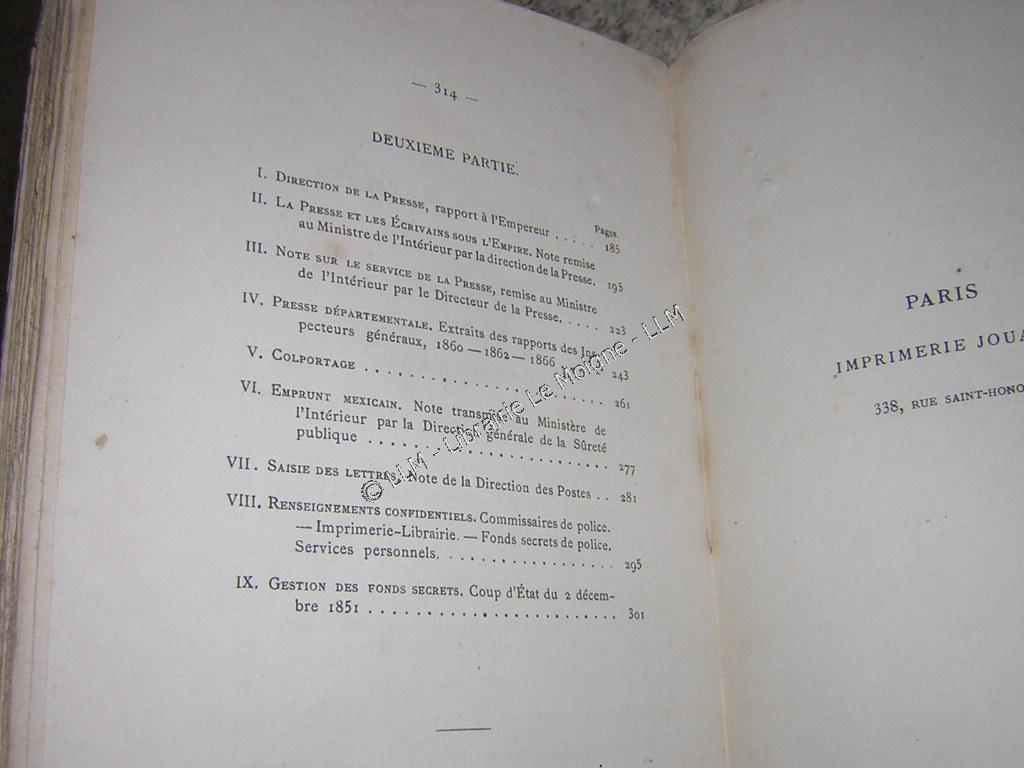 — 314 —
DEUXIEME PARTIE.
Pages.
I. DIRECTION DE LA PRESSE, rapport à l'Empereur . . . . . 185
II. LA PRESSE ET LES ÉCRIVAINS SOUS L'EMPIRE. Note remise
au Ministre de l'Intérieur par la direction de la Presse. 195
III. NOTE SUR LE SERVICE DE LA PRESSE, remise au Ministre
de l'Intérieur par le Directeur de la Presse. . . . . 223
IV. PRESSE DÉPARTEMENTALE. Extraits des rapports des Ins-
pecteurs généraux, 1860 — 1862 — 1866 243
V. COLPORTAGE . . . . . . . . . . . . . . . . . . . 261
VI. EMPRUNT MEXICAIN. Note transmise au Ministère de
l'Intérieur par la Direction générale de la Sûreté
publique . . . . . . . . . . . . . . . . . . . . 277
VII. SAISIE DES LETTRES. Note de la Direction des Postes . . 281
VIII. RENSEIGNEMENTS CONFIDENTIELS. Commissaires de police.
— Imprimerie-Librairie. — Fonds secrets de police.
Services personnels. . . . . . . . . . . . . . . . 295
IX. GESTION DES FONDS SECRETS. Coup d'État du 2 décem-
bre 1851 . . . . . . . . . . . . . . . . . . . . . 301
© LLM - Librairie Le Moigne - LLM
PARIS
IMPRIMERIE JOUA
338, RUE SAINT-HONO